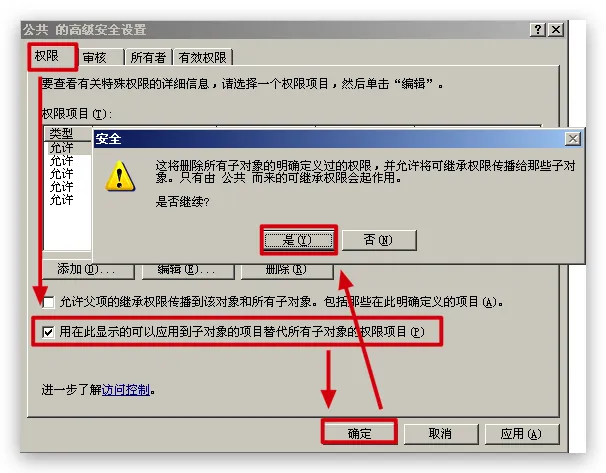 公共 的高级安全设置
权限 审核 所有者 有效权限
要查看有关特殊权限的详细信息，请选择一个权限项目，然后单击“编辑”。
权限项目(T):
类型
允许
允许
允许
允许
允许
安全
这将删除所有子对象的明确定义过的权限，并允许将可继承权限传播给那些子对
象。只有由 公共 而来的可继承权限会起作用。
是否继续?
是(Y) 否(N)
添加(D)... 编辑(E)... 删除(R)
允许父项的继承权限传播到该对象和所有子对象。包括那些在此明确定义的项目(A)。
用在此显示的可以应用到子对象的项目替代所有子对象的权限项目(P)
进一步了解访问控制。
确定 取消 应用(A)